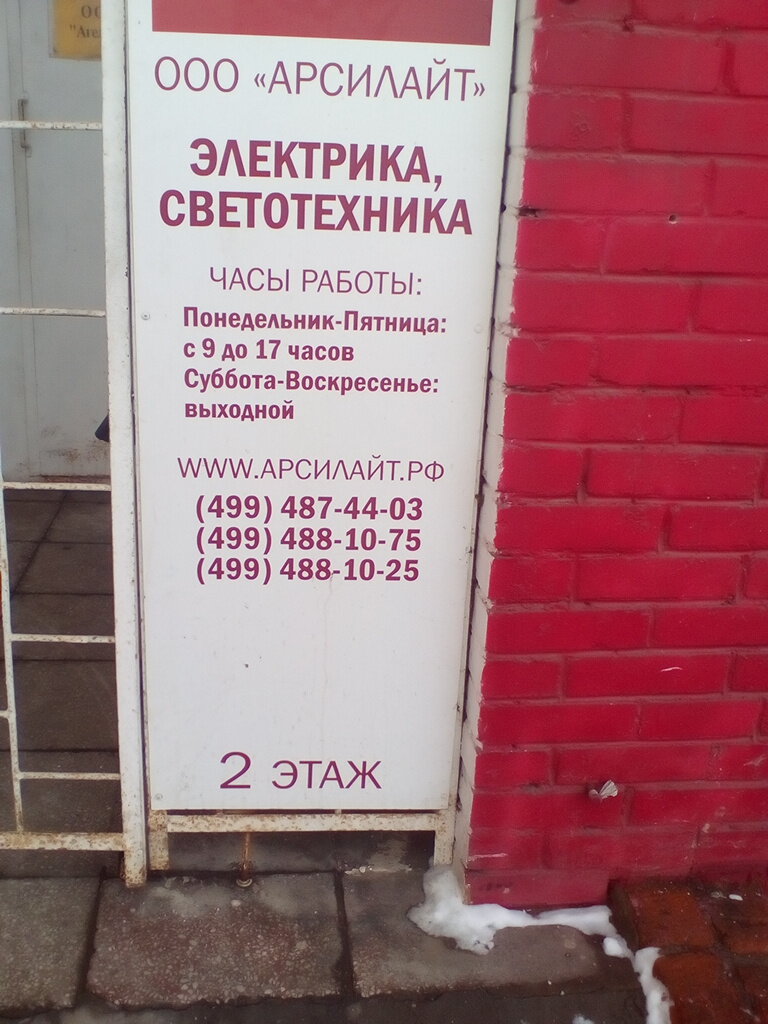 ООО «АРСИЛАЙТ»
ЭЛЕКТРИКА,
СВЕТОТЕХНИКА
ЧАСЫ РАБОТЫ:
Понедельник-Пятница:
с 9 до 17 часов
Суббота-Воскресенье:
выходной
WWW.АРСИЛАЙТ.РФ
(499) 487-44-03
(499) 488-10-75
(499) 488-10-25
2 ЭТАЖ